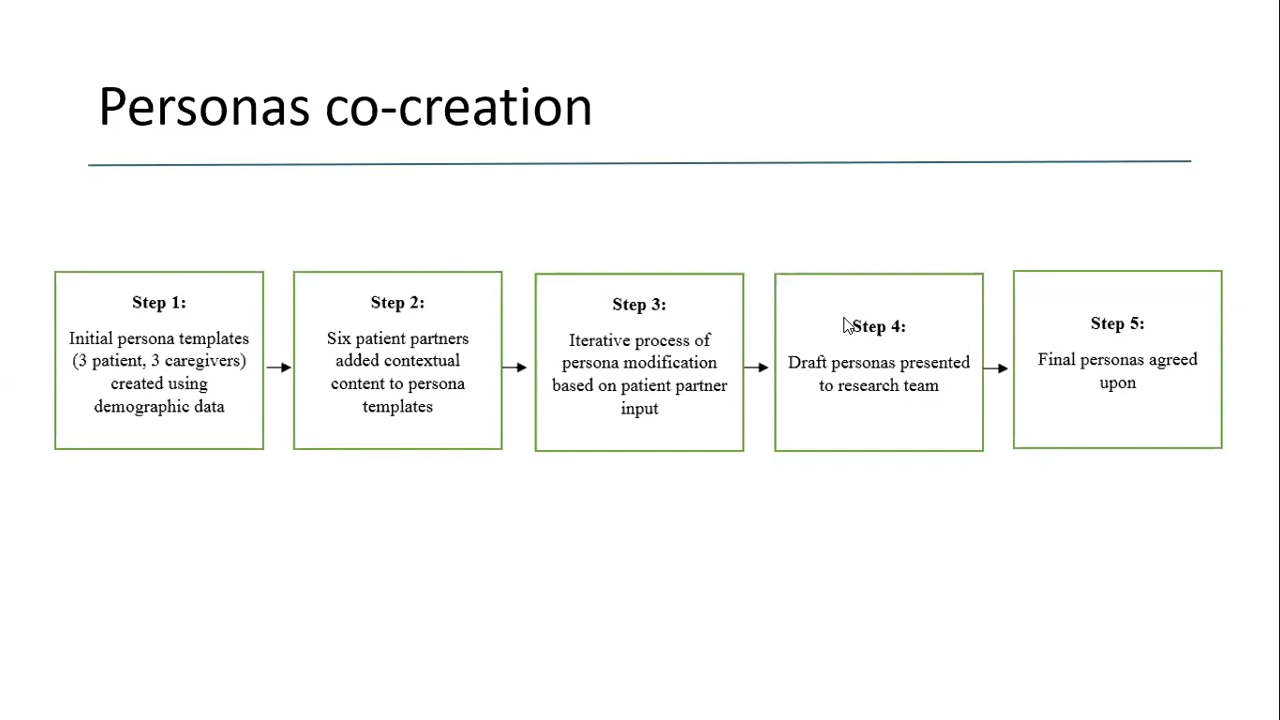 Personas co-creation
Step 1:
Initial persona templates
(3 patient, 3 caregivers)
created using
demographic data
Step 2:
Six patient partners
added contextual
content to persona
templates
Step 3:
Iterative process of
persona modification
based on patient partner
input
Step 4:
Draft personas presented
to research team
Step 5:
Final personas agreed
upon